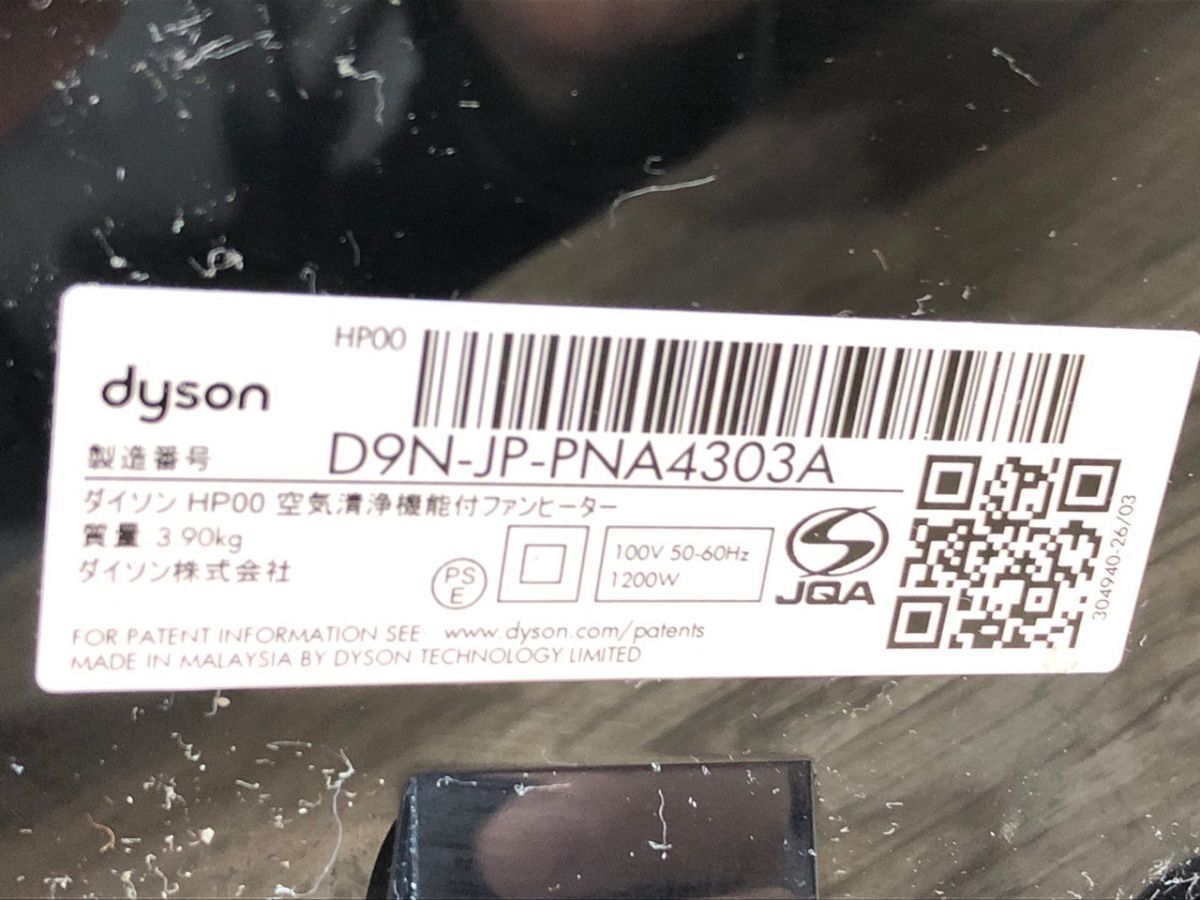 HP00
dyson
製造番号 D9N-JP-PNA4303A
ダイソン HP00 空気清浄機能付ファンヒーター
質量 3.90kg
ダイソン株式会社
PS
E
100V 50-60Hz
1200W
JQA
304940-26/03
FOR PATENT INFORMATION SEE: www.dyson.com/patents
MADE IN MALAYSIA BY DYSON TECHNOLOGY LIMITED